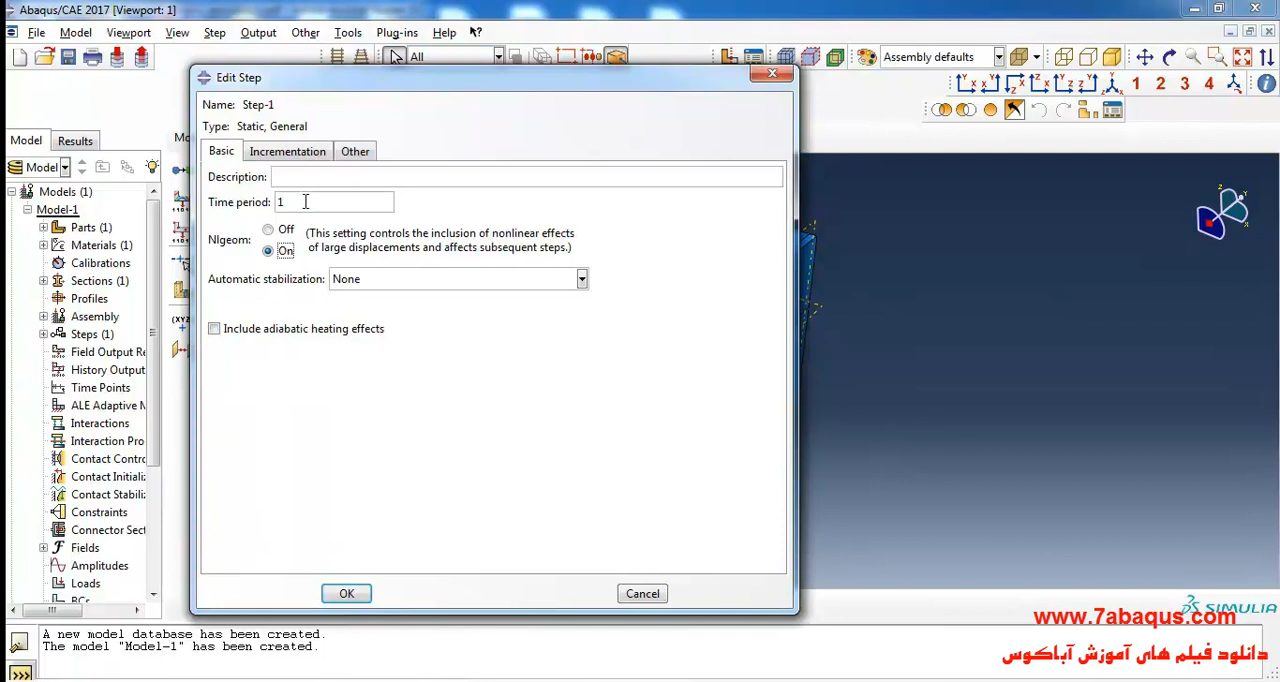 Abaqus/CAE 2017 [Viewport: 1]
File Model Viewport View Step Output Other Tools Plug-ins Help
All
Assembly defaults
1 2 3 4
Edit Step
Name: Step-1
Type: Static, General
Basic Incrementation Other
Description:
Time period: 1
Nlgeom:
Off
On
(This setting controls the inclusion of nonlinear effects
of large displacements and affects subsequent steps.)
Automatic stabilization: None
Include adiabatic heating effects
OK Cancel
Model Results
Model
Models (1)
Model-1
Parts (1)
Materials (1)
Calibrations
Sections (1)
Profiles
Assembly
Steps (1)
Field Output Re
History Output
Time Points
ALE Adaptive M
Interactions
Interaction Pro
Contact Control
Contact Initializ
Contact Stabiliz
Constraints
Connector Sect
Fields
Amplitudes
Loads
BCs
A new model database has been created.
The model "Model-1" has been created.
SIMULIA
www.7abaqus.com
دانلود فیلم های آموزش آباکوس